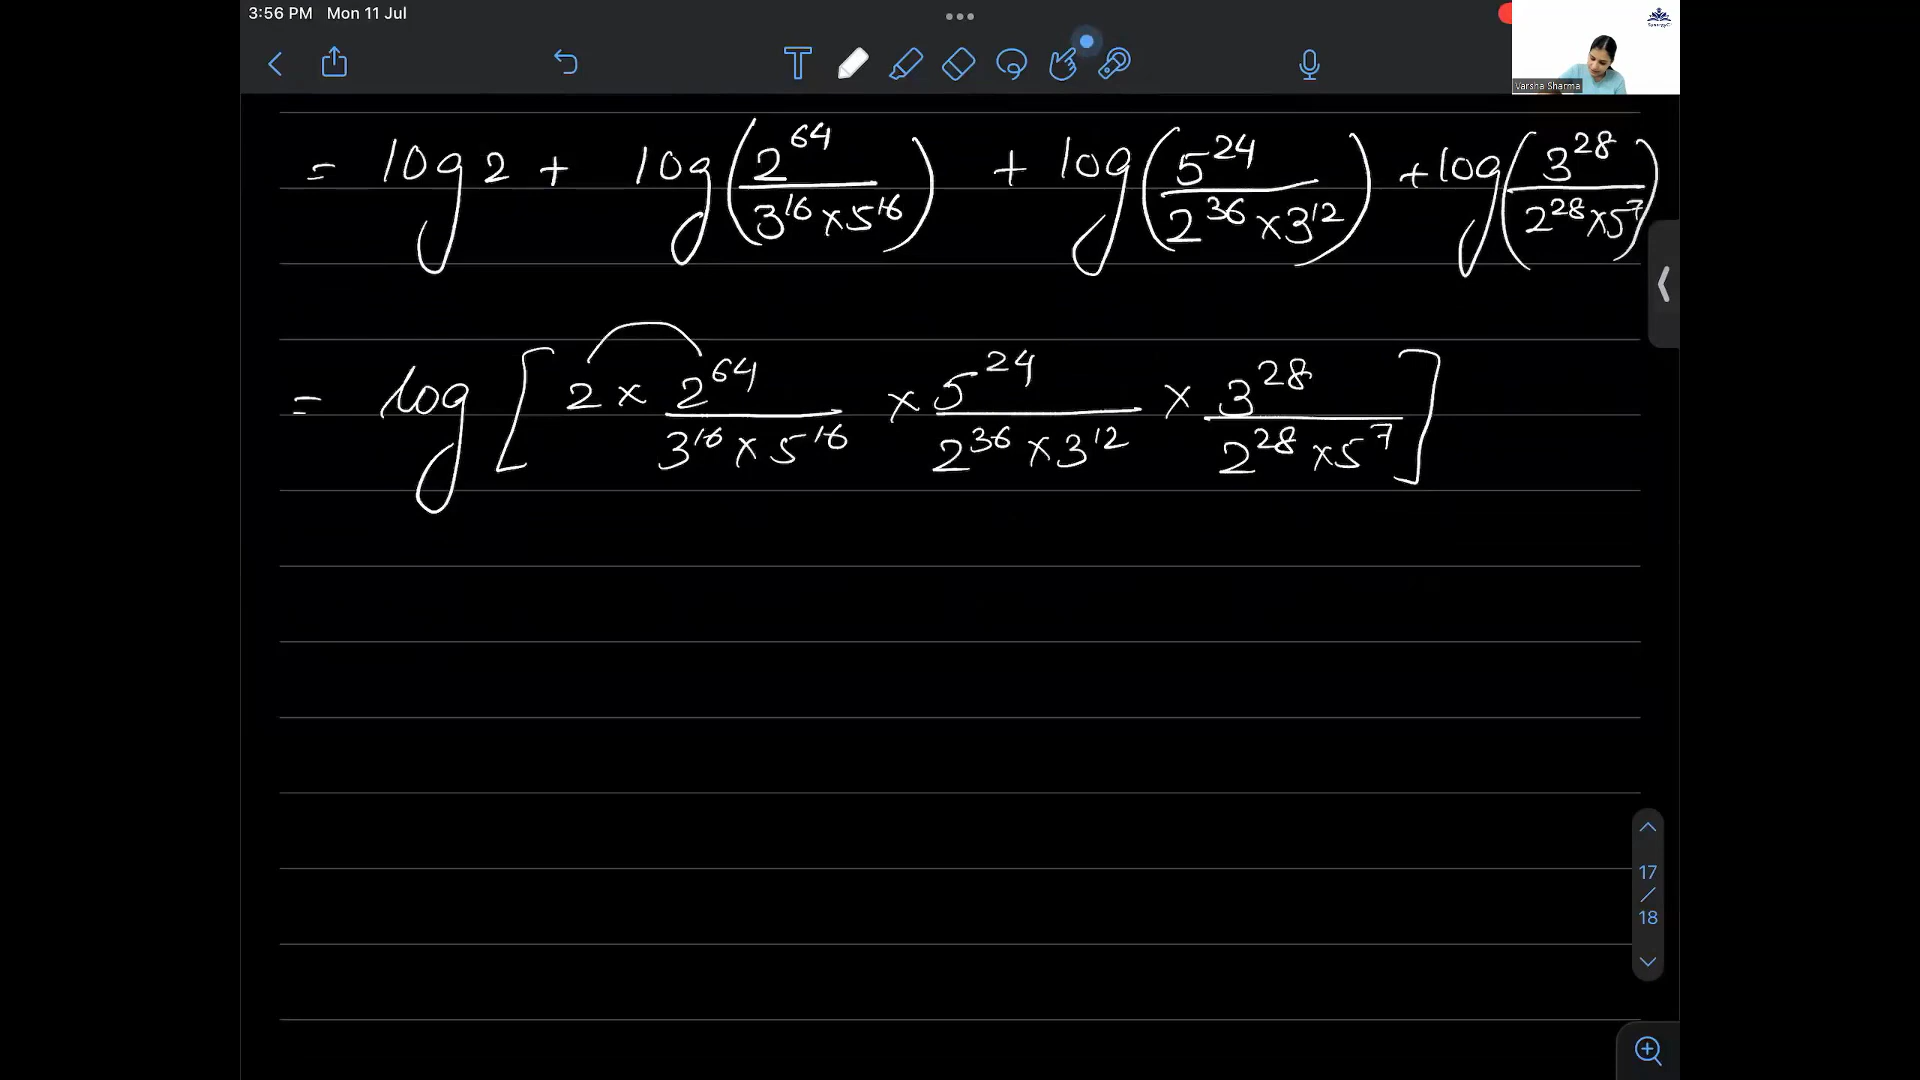 3:56 PM Mon 11 Jul
T
Varsha Sharma
= log 2 + log(2^64 / 3^16 × 5^16) + log(5^24 / 2^36 × 3^12) + log(3^28 / 2^28 × 5^7)
= log [2 × 2^64 / 3^16 × 5^16 × 5^24 / 2^36 × 3^12 × 3^28 / 2^28 × 5^7]
17
/
18